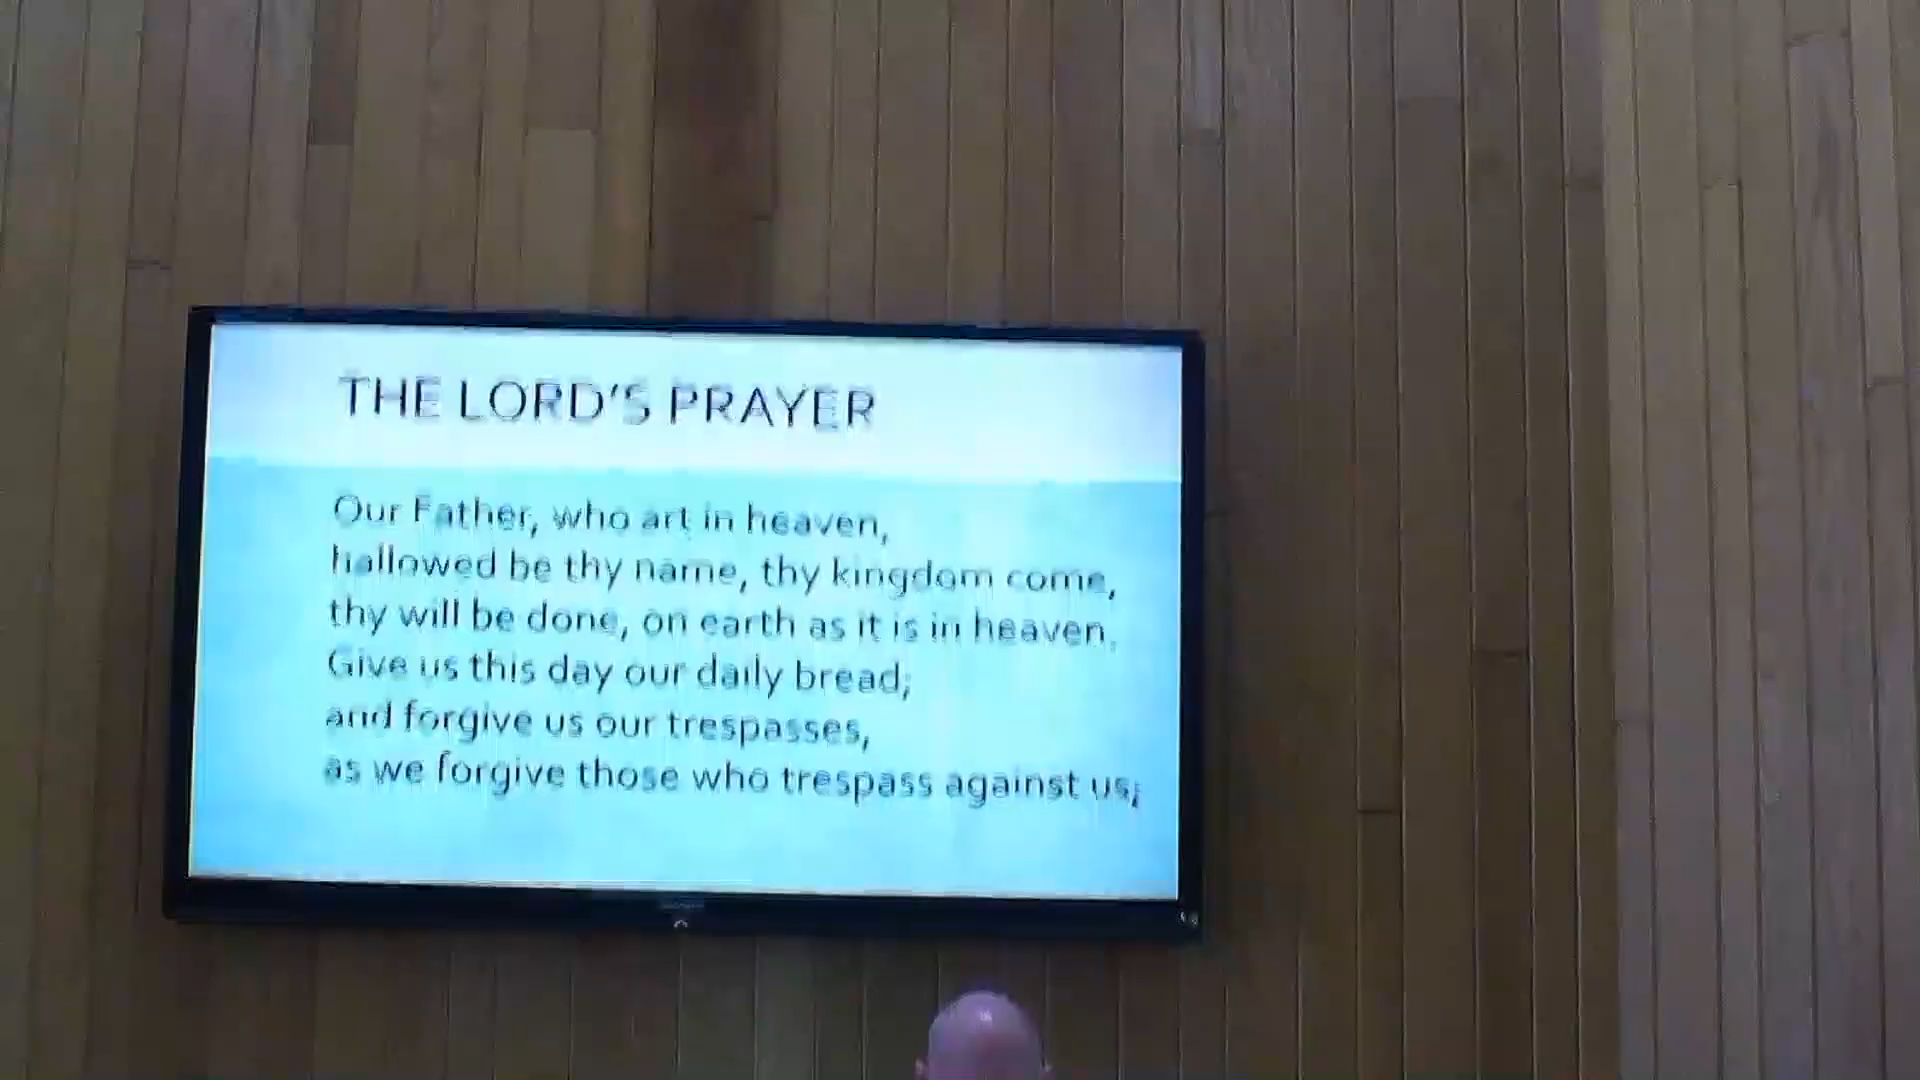 THE LORD'S PRAYER
Our Father, who art in heaven,
hallowed be thy name, thy kingdom come,
thy will be done, on earth as it is in heaven.
Give us this day our daily bread;
and forgive us our trespasses,
as we forgive those who trespass against us;